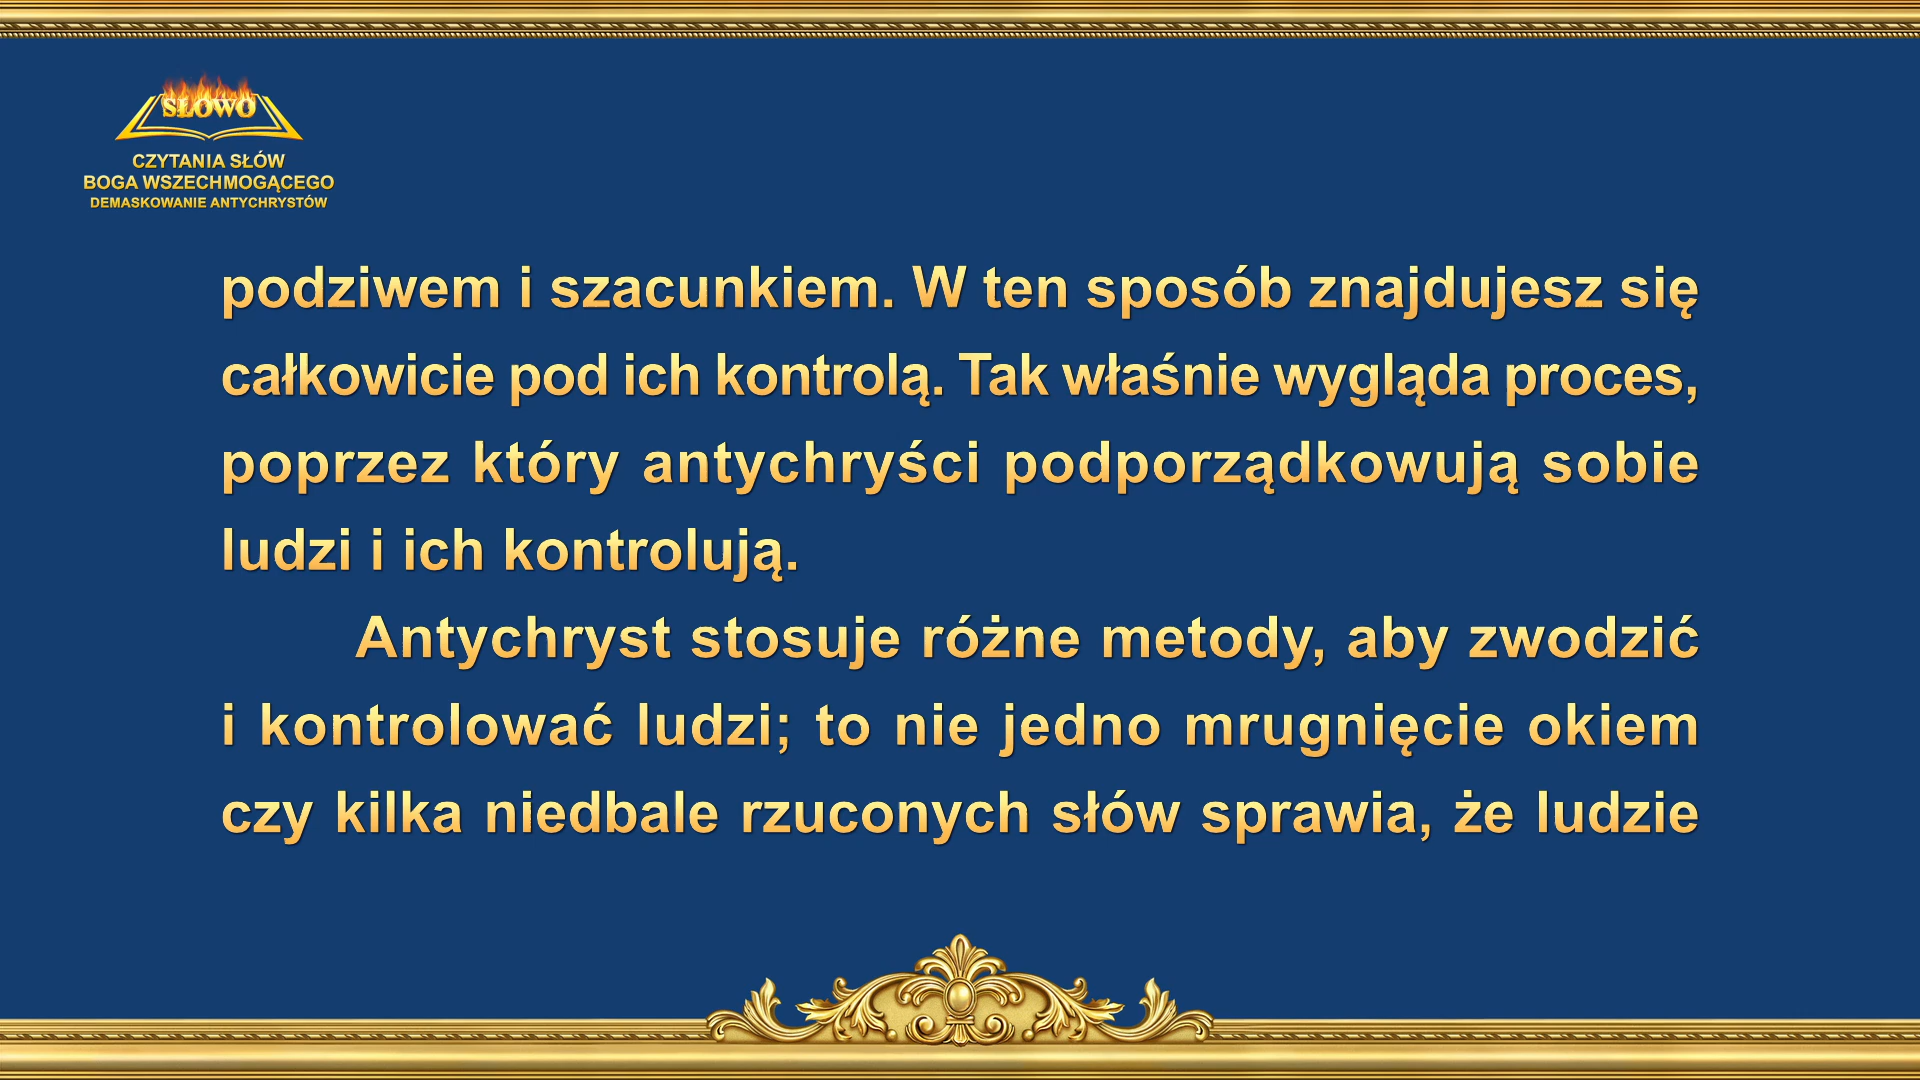 SŁOWO
CZYTANIA SŁÓW
BOGA WSZECHMOGĄCEGO
DEMASKOWANIE ANTYCHRYSTÓW
podziwem i szacunkiem. W ten sposób znajdujesz się
całkowicie pod ich kontrolą. Tak właśnie wygląda proces,
poprzez który antychryści podporządkowują sobie
ludzi i ich kontrolują.
Antychryst stosuje różne metody, aby zwodzić
i kontrolować ludzi; to nie jedno mrugnięcie okiem
czy kilka niedbale rzuconych słów sprawia, że ludzie